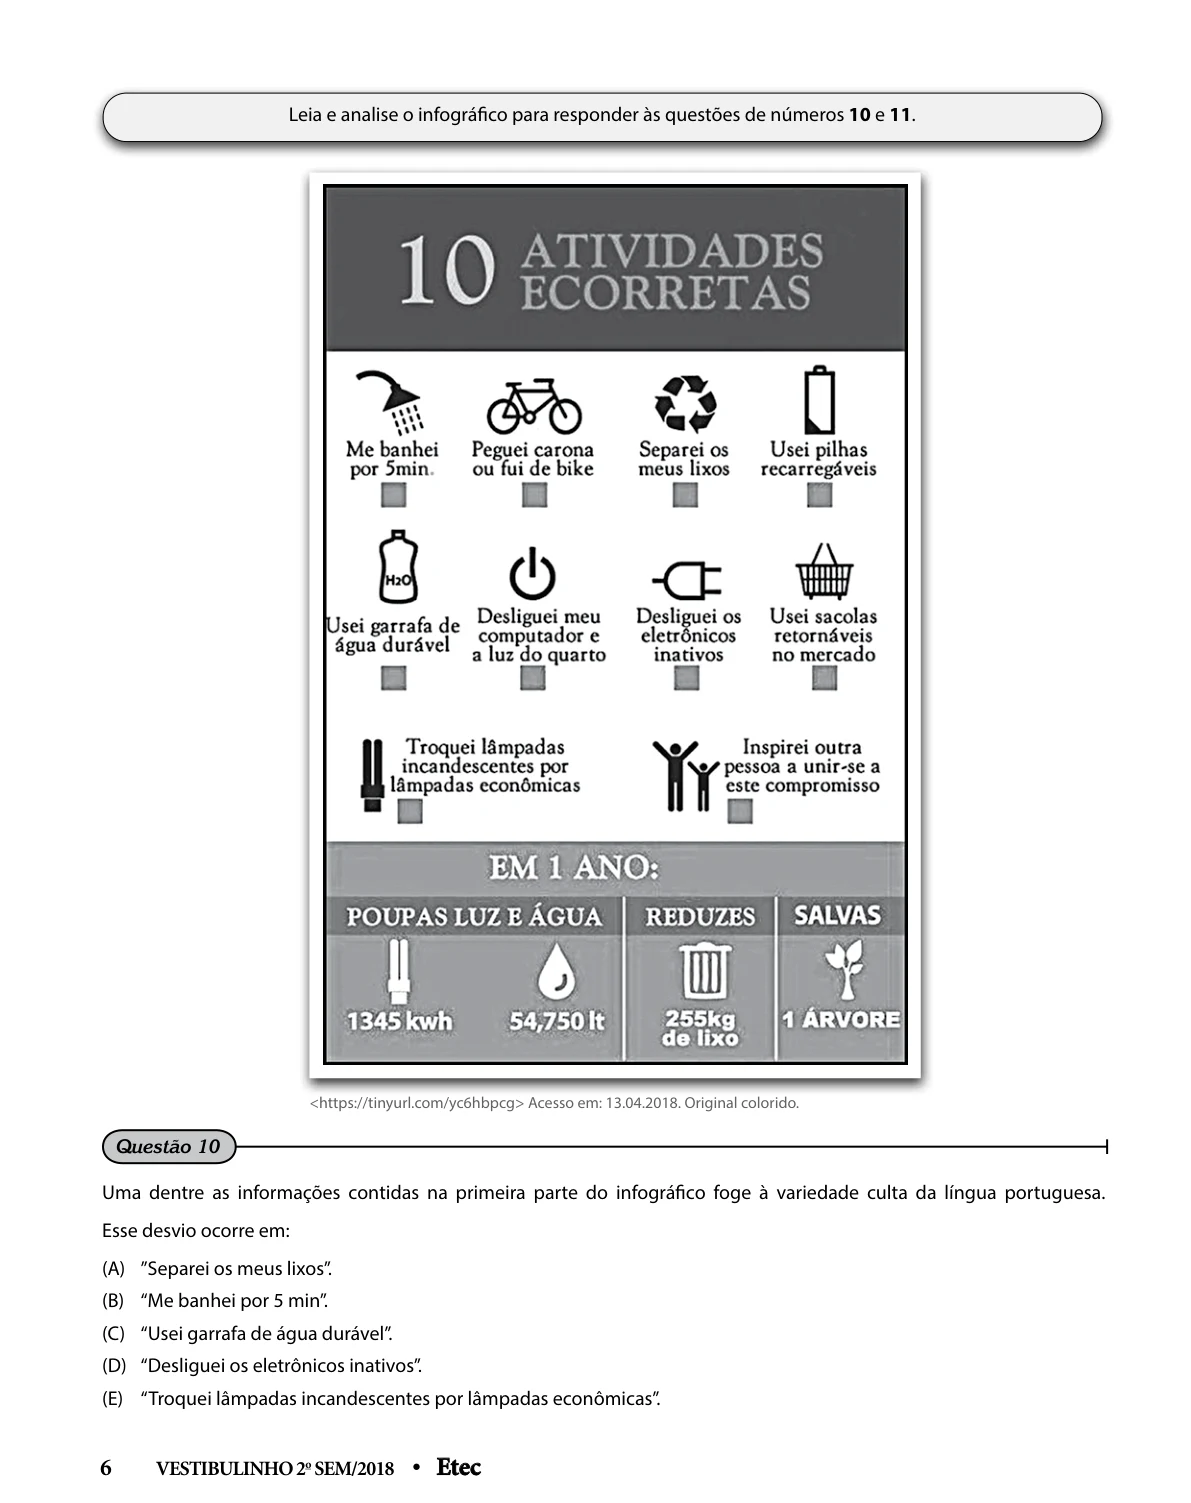 Leia e analise o infográfico para responder às questões de números 10 e 11.
10 ATIVIDADES
ECORRETAS
Me banhei
por 5min.
Peguei carona
ou fui de bike
Separei os
meus lixos
Usei pilhas
recarregáveis
H2O
Usei garrafa de
água durável
Desliguei meu
computador e
a luz do quarto
Desliguei os
eletrônicos
inativos
Usei sacolas
retornáveis
no mercado
Troquei lâmpadas
incandescentes por
lâmpadas econômicas
Inspirei outra
pessoa a unir-se a
este compromisso
EM 1 ANO:
POUPAS LUZ E ÁGUA
1345 kwh
54,750 lt
REDUZES
255kg
de lixo
SALVAS
1 ÁRVORE
<https://tinyurl.com/yc6hbpcg> Acesso em: 13.04.2018. Original colorido.
Questão 10
Uma dentre as informações contidas na primeira parte do infográfico foge à variedade culta da língua portuguesa.
Esse desvio ocorre em:
(A) ”Separei os meus lixos”.
(B) “Me banhei por 5 min”.
(C) “Usei garrafa de água durável”.
(D) “Desliguei os eletrônicos inativos”.
(E) “Troquei lâmpadas incandescentes por lâmpadas econômicas”.
6 VESTIBULINHO 2º SEM/2018 • Etec